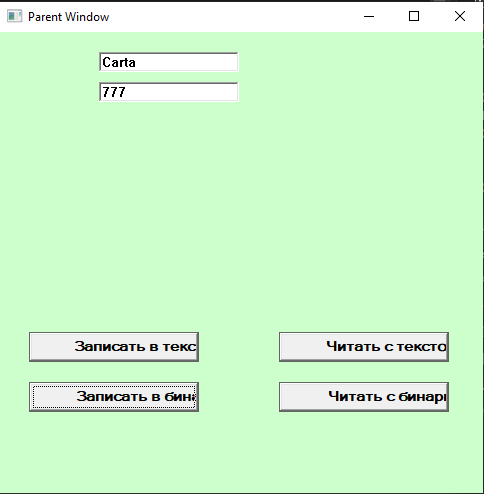 Parent Window
Carta
777
Записать в текс
Читать с тексто
Записать в бина
Читать с бинар